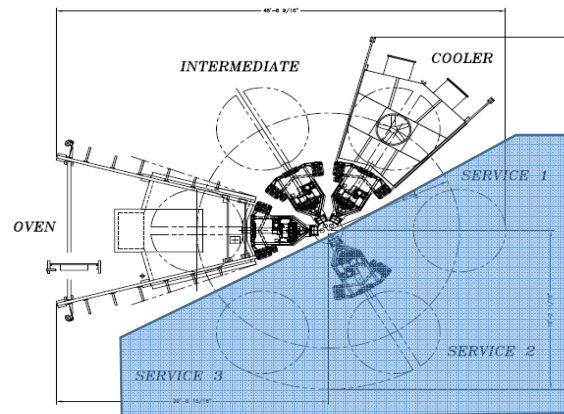 INTERMEDIATE
COOLER
SERVICE 1
OVEN
SERVICE 2
SERVICE 3